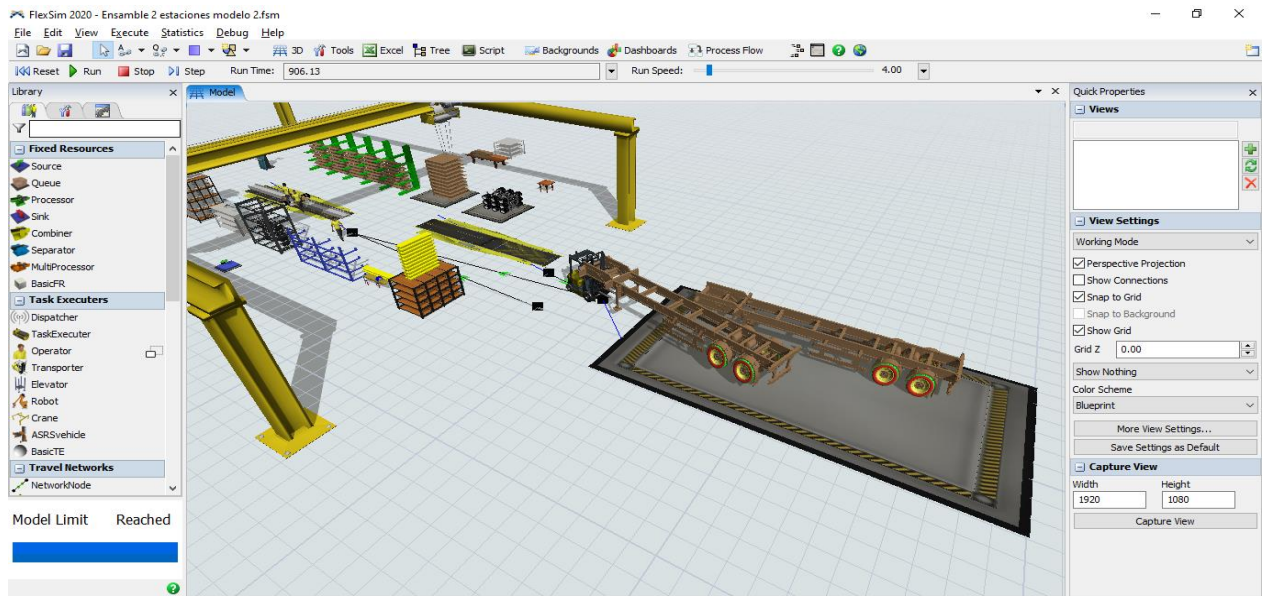 FlexSim 2020 - Ensamble 2 estaciones modelo 2.fsm
File Edit View Execute Statistics Debug Help
3D Tools Excel Tree Script Backgrounds Dashboards Process Flow
Reset Run Stop Step Run Time: 906.13 Run Speed: 4.00
Library
Model
Quick Properties
Views
Fixed Resources
Source
Queue
Processor
Sink
Combiner
Separator
MultiProcessor
BasicFR
Task Executers
Dispatcher
TaskExecuter
Operator
Transporter
Elevator
Robot
Crane
ASRSvehicle
BasicTE
Travel Networks
NetworkNode
Model Limit Reached
View Settings
Working Mode
Perspective Projection
Show Connections
Snap to Grid
Snap to Background
Show Grid
Grid Z 0.00
Show Nothing
Color Scheme
Blueprint
More View Settings...
Save Settings as Default
Capture View
Width Height
1920 1080
Capture View